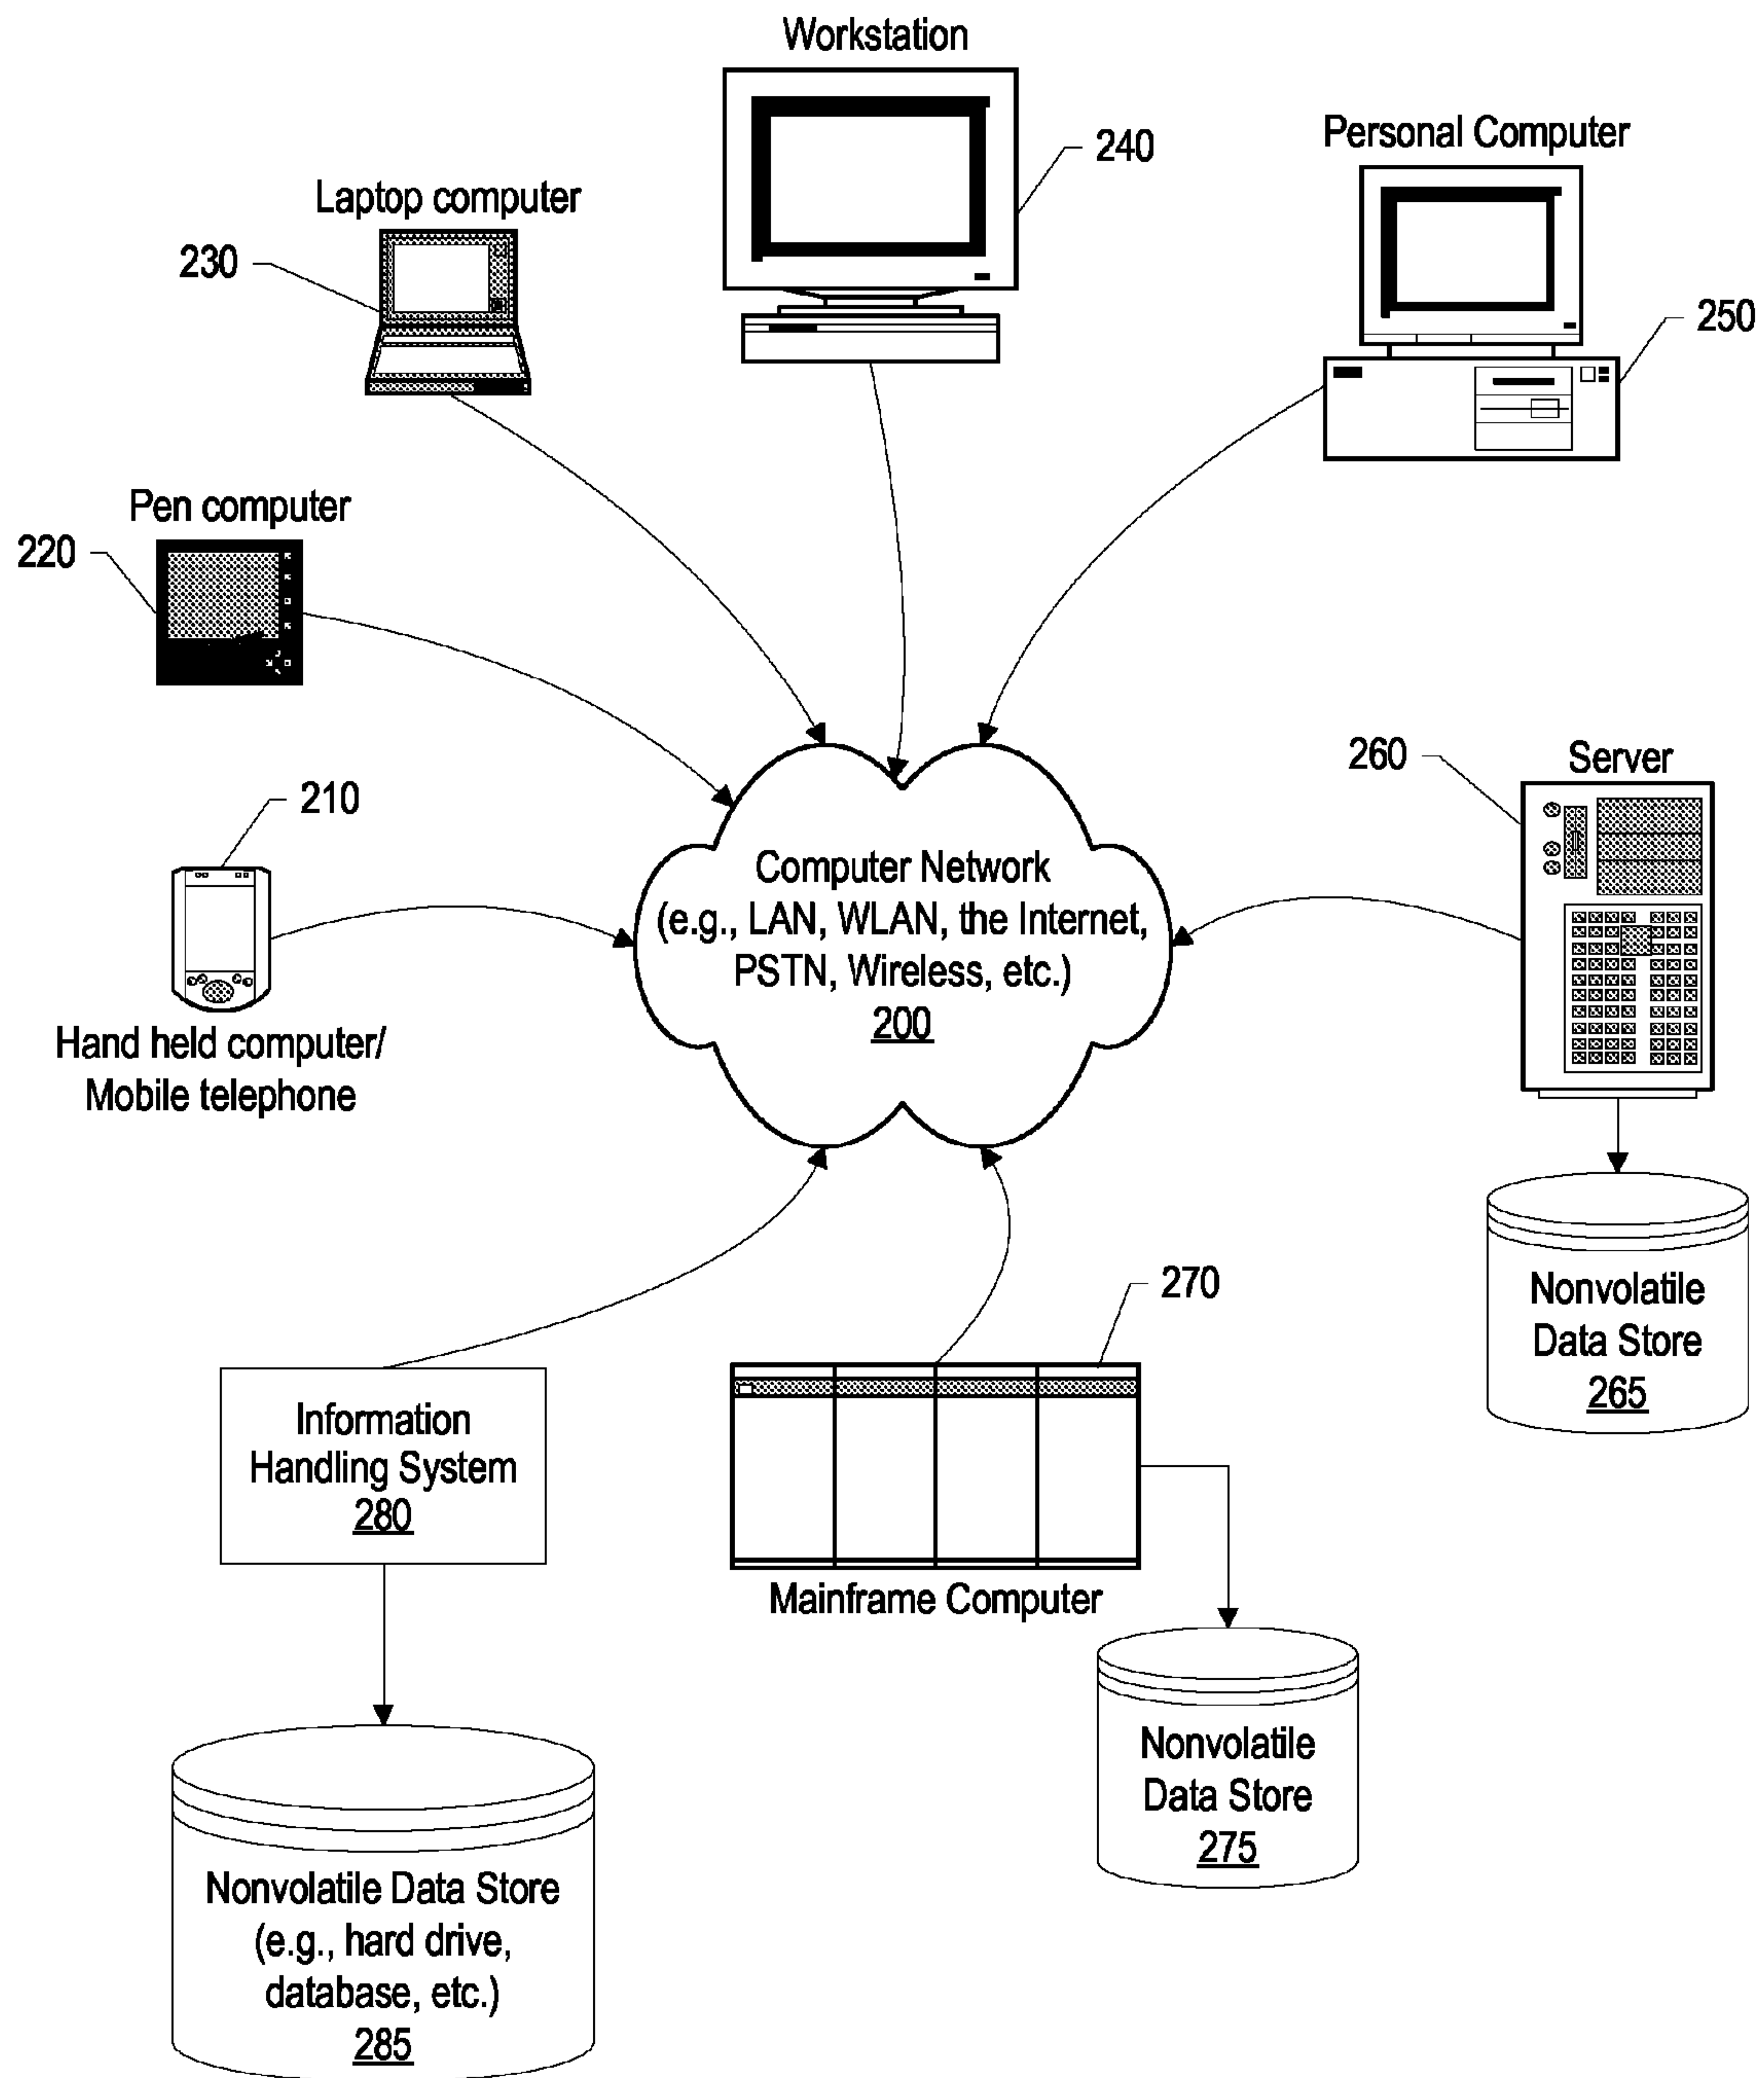 Workstation
240
Personal Computer
250
Laptop computer
230
Pen computer
220
210
Hand held computer/
Mobile telephone
Computer Network
(e.g., LAN, WLAN, the Internet,
PSTN, Wireless, etc.)
200
260
Server
Nonvolatile
Data Store
265
270
Mainframe Computer
Nonvolatile
Data Store
275
Information
Handling System
280
Nonvolatile Data Store
(e.g., hard drive,
database, etc.)
285